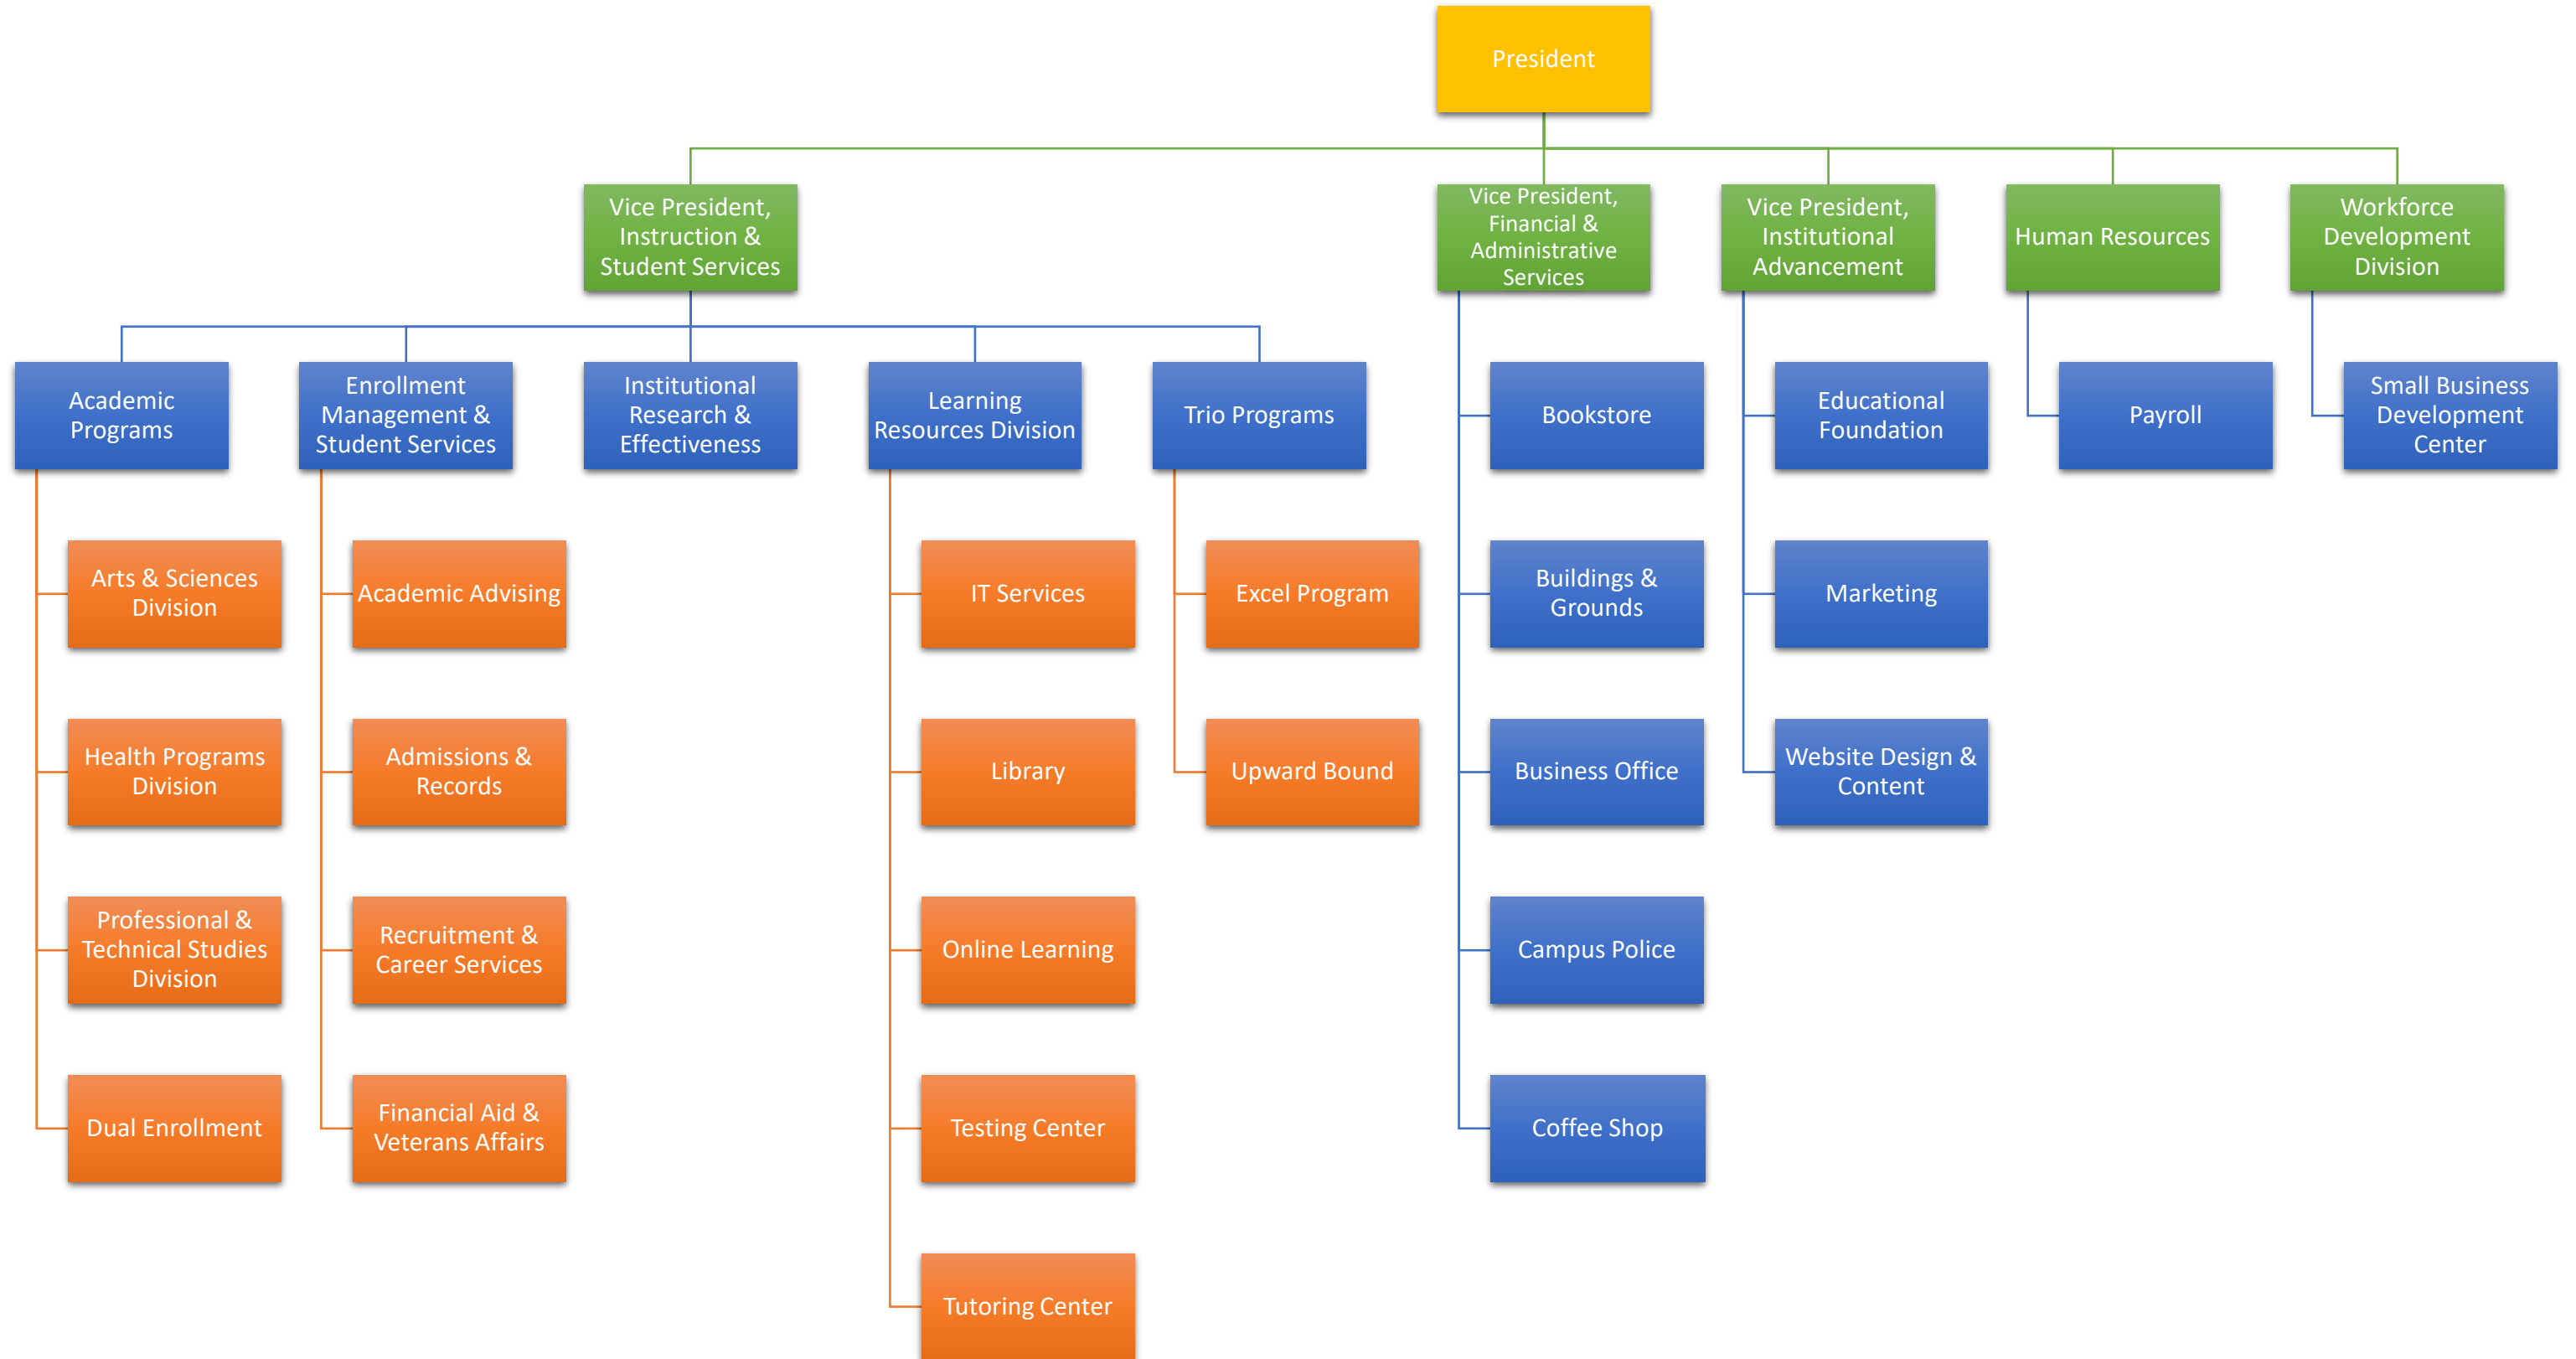 President
Vice President,
Instruction &
Student Services
Vice President,
Financial &
Administrative
Services
Vice President,
Institutional
Advancement
Human Resources
Workforce
Development
Division
Academic
Programs
Enrollment
Management &
Student Services
Institutional
Research &
Effectiveness
Learning
Resources Division
Trio Programs
Bookstore
Educational
Foundation
Payroll
Small Business
Development
Center
Arts & Sciences
Division
Academic Advising
IT Services
Excel Program
Buildings &
Grounds
Marketing
Health Programs
Division
Admissions &
Records
Library
Upward Bound
Business Office
Website Design &
Content
Professional &
Technical Studies
Division
Recruitment &
Career Services
Online Learning
Campus Police
Dual Enrollment
Financial Aid &
Veterans Affairs
Testing Center
Coffee Shop
Tutoring Center